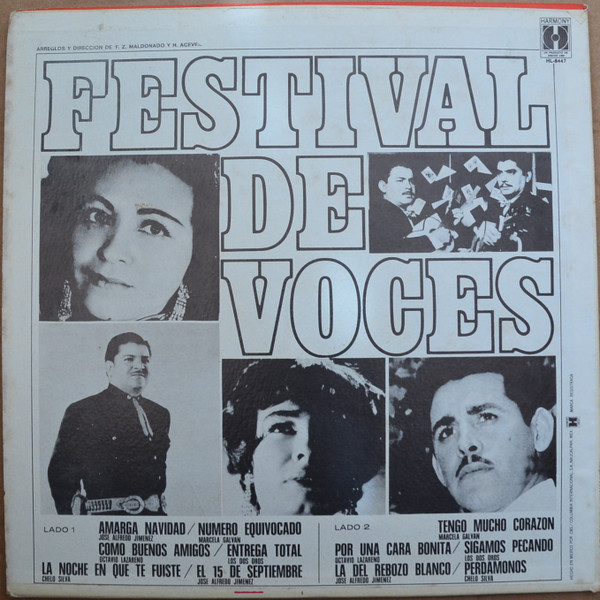 ARREGLOS Y DIRECCION DE F. Z. MALDONADO Y N. ACEVE
HARMONY
HL-8447
FESTIVAL
DE
VOCES
LADO 1
AMARGA NAVIDAD / NUMERO EQUIVOCADO
JOSE ALFREDO JIMENEZ MARCELA GALVAN
COMO BUENOS AMIGOS / ENTREGA TOTAL
OCTAVIO LAZARENO LOS DOS OROS
LA NOCHE EN QUE TE FUISTE / EL 15 DE SEPTIEMBRE
CHELO SILVA JOSE ALFREDO JIMENEZ
LADO 2
TENGO MUCHO CORAZON
MARCELA GALVAN
POR UNA CARA BONITA / SIGAMOS PECANDO
OCTAVIO LAZARENO LOS DOS OROS
LA DEL REBOZO BLANCO / PERDAMONOS
JOSE ALFREDO JIMENEZ CHELO SILVA
MARCA REGISTRADA